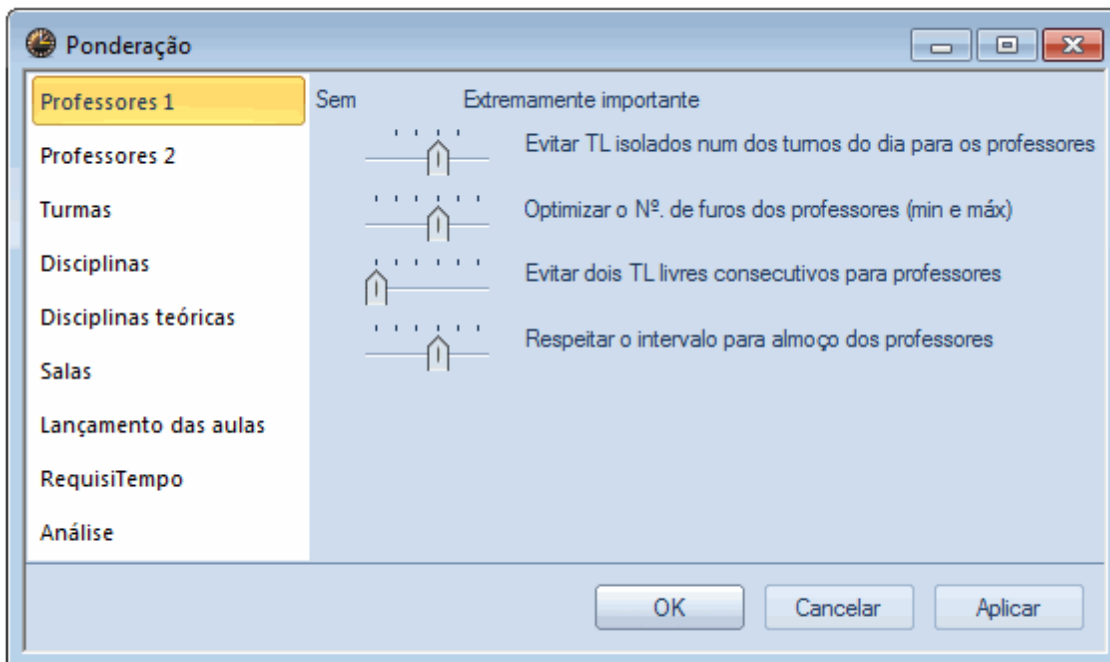 Ponderação
Professores 1
Professores 2
Turmas
Disciplinas
Disciplinas teóricas
Salas
Lançamento das aulas
RequisiTempo
Análise
Sem Extremamente importante
Evitar TL isolados num dos turnos do dia para os professores
Optimizar o Nº. de furos dos professores (min e máx)
Evitar dois TL livres consecutivos para professores
Respeitar o intervalo para almoço dos professores
OK Cancelar Aplicar